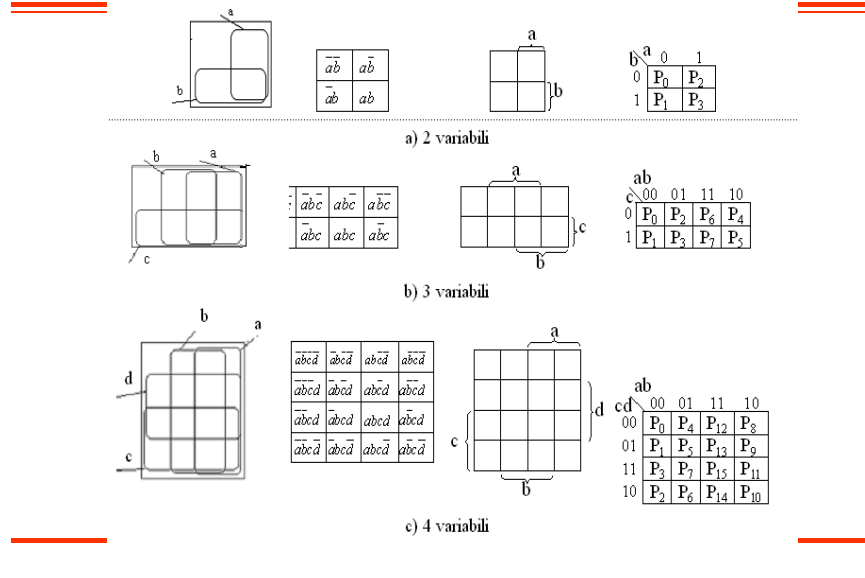 a
b
a̅b̅ ab̅
a̅b ab
a
b
b a 0 1
0 P₀ P₂
1 P₁ P₃
a) 2 variabili
b a
c
a̅bc̅ abc̅ ab̅c̅
a̅bc abc ab̅c
a
c
b
ab
c 00 01 11 10
0 P₀ P₂ P₆ P₄
1 P₁ P₃ P₇ P₅
b) 3 variabili
b
a
d
c
a̅b̅c̅d̅ a̅bc̅d̅ abc̅d̅ ab̅c̅d̅
a̅b̅c̅d a̅bc̅d abc̅d ab̅c̅d
a̅b̅cd a̅bcd abcd ab̅cd
a̅b̅cd̅ a̅bcd̅ abcd̅ ab̅cd̅
a
d
c
b
ab
cd 00 01 11 10
00 P₀ P₄ P₁₂ P₈
01 P₁ P₅ P₁₃ P₉
11 P₃ P₇ P₁₅ P₁₁
10 P₂ P₆ P₁₄ P₁₀
c) 4 variabili